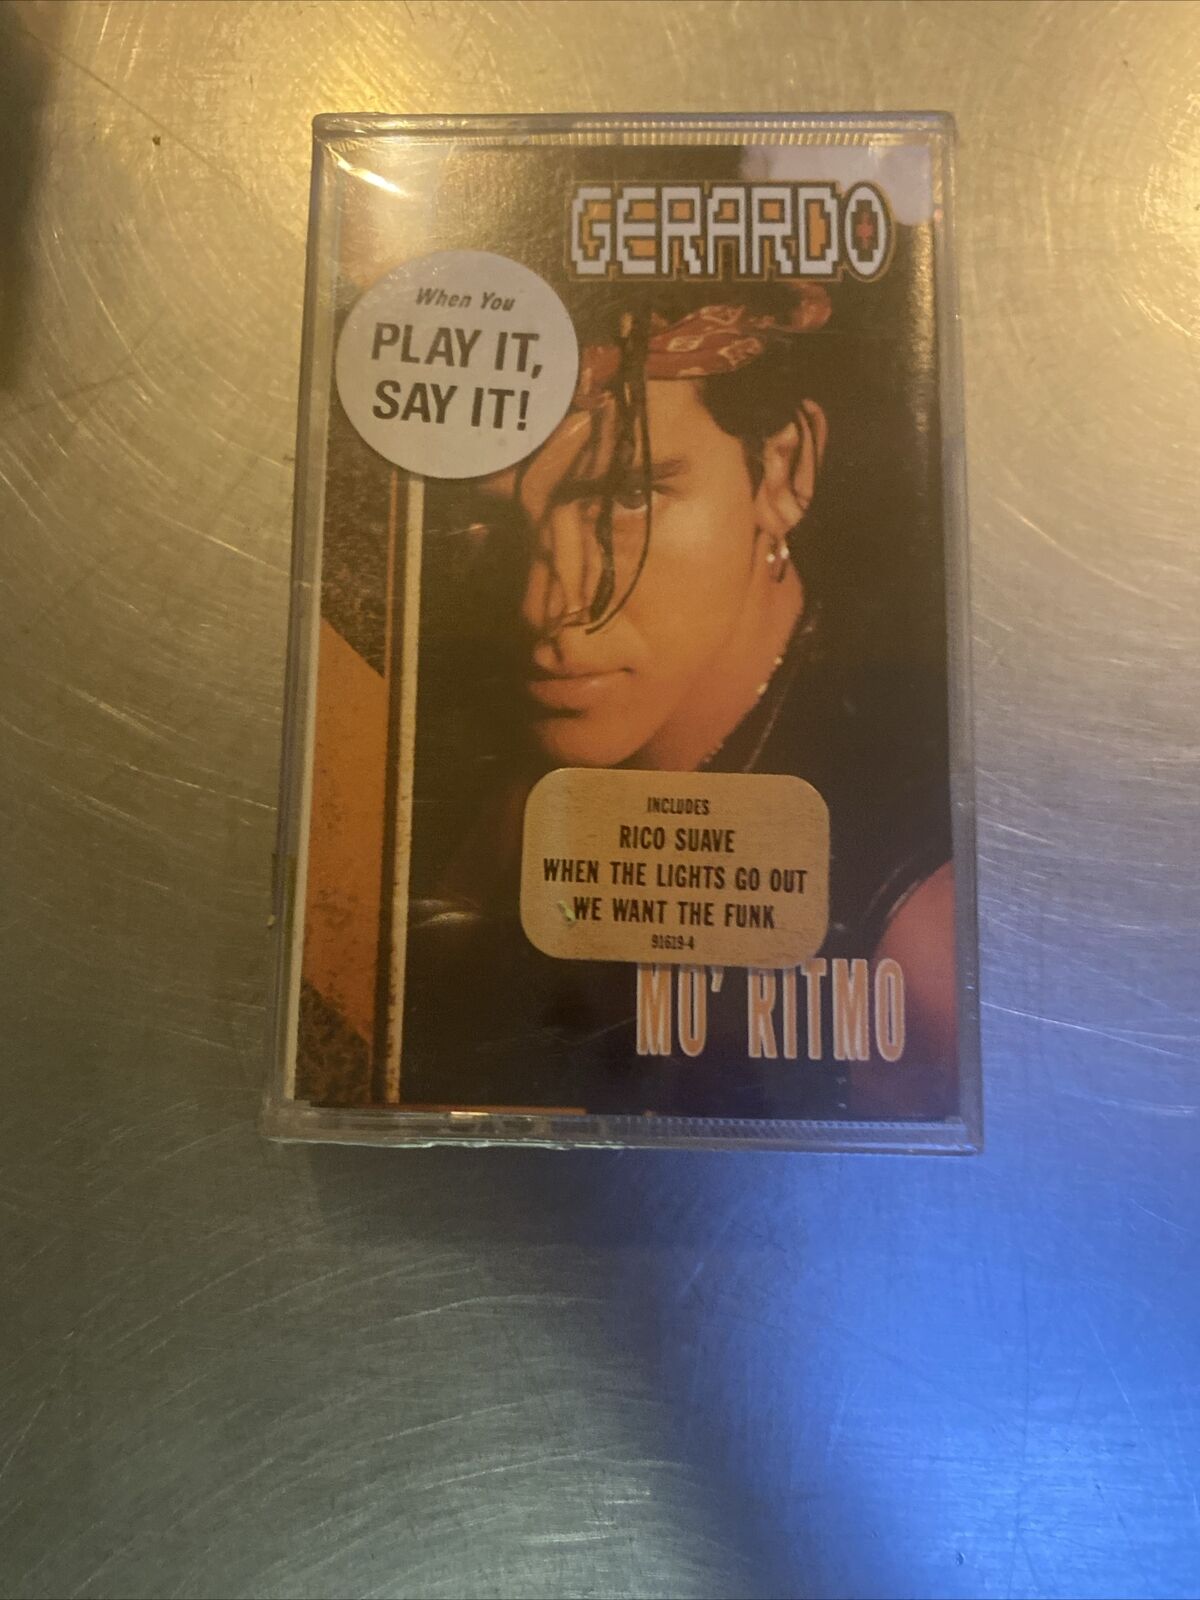 GERARDO
When You
PLAY IT,
SAY IT!
INCLUDES
RICO SUAVE
WHEN THE LIGHTS GO OUT
WE WANT THE FUNK
91619-4
MO' RITMO